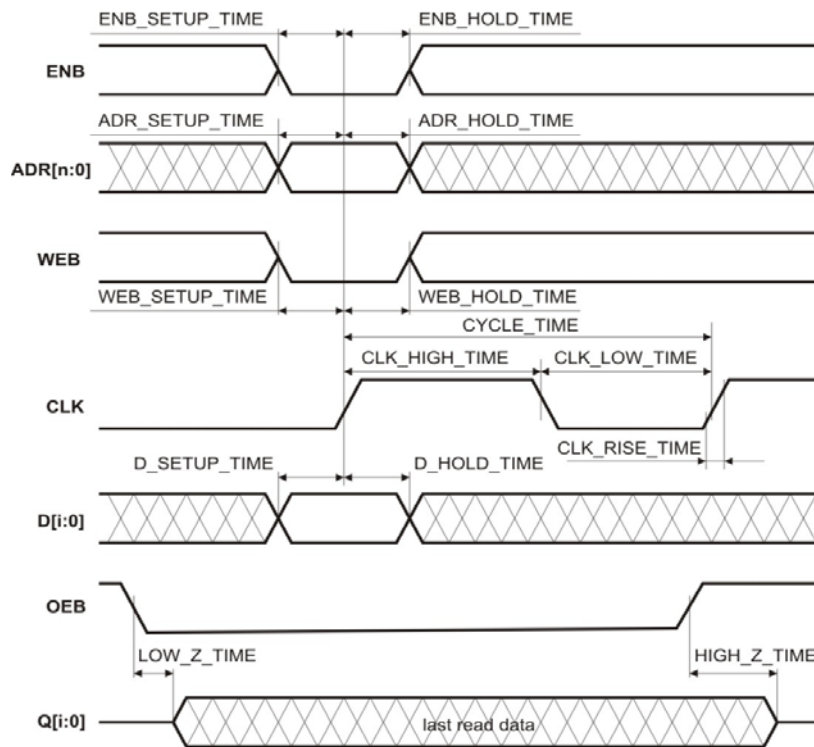 ENB_SETUP_TIME ENB_HOLD_TIME
ENB
ADR_SETUP_TIME ADR_HOLD_TIME
ADR[n:0]
WEB
WEB_SETUP_TIME WEB_HOLD_TIME
CYCLE_TIME
CLK_HIGH_TIME CLK_LOW_TIME
CLK
CLK_RISE_TIME
D_SETUP_TIME D_HOLD_TIME
D[i:0]
OEB
LOW_Z_TIME HIGH_Z_TIME
Q[i:0] last read data